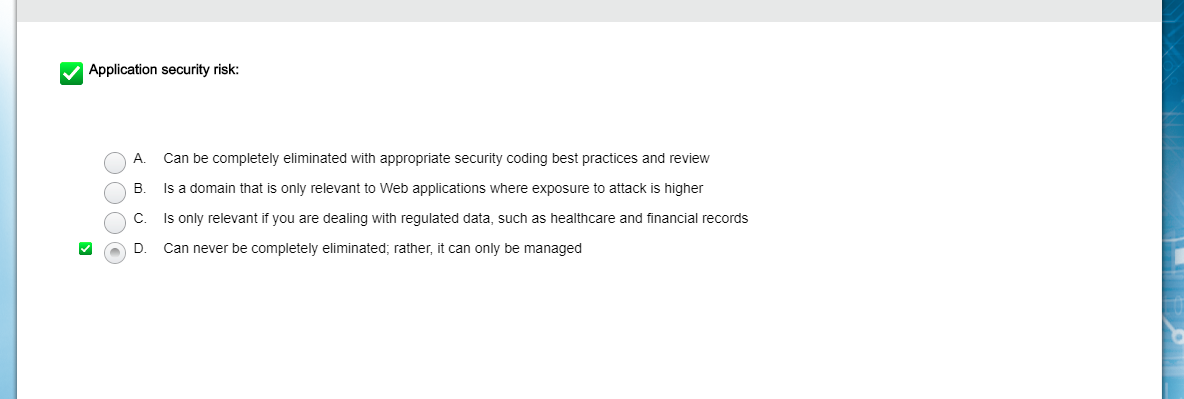 Application security risk:
A. Can be completely eliminated with appropriate security coding best practices and review
B. Is a domain that is only relevant to Web applications where exposure to attack is higher
C. Is only relevant if you are dealing with regulated data, such as healthcare and financial records
D. Can never be completely eliminated; rather, it can only be managed